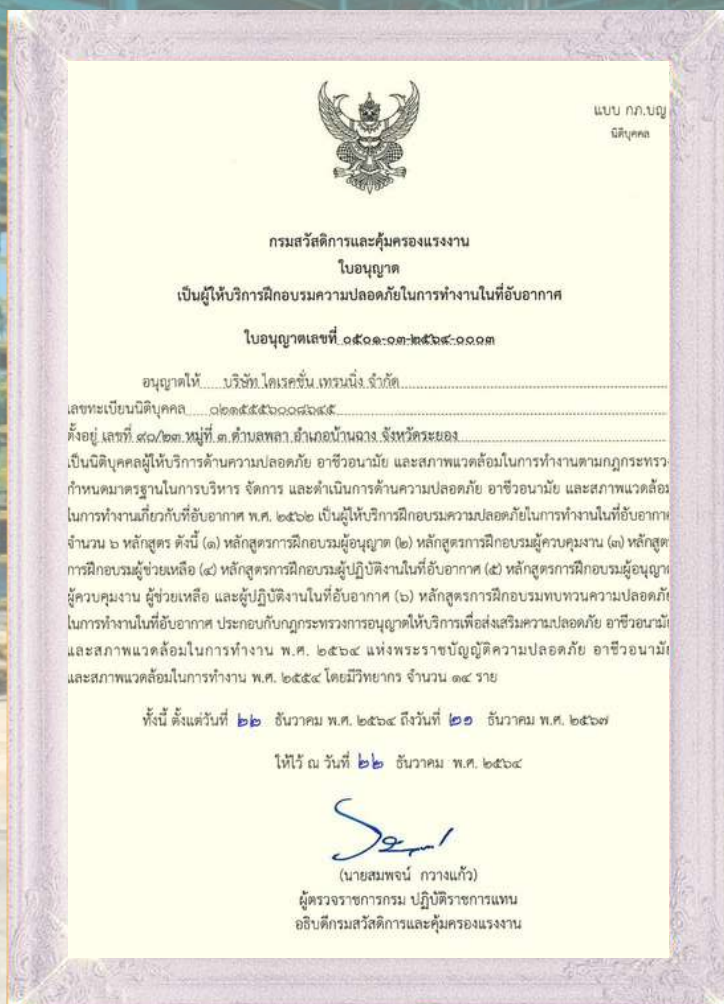 แบบ กภ.บญ
นิติบุคคล
กรมสวัสดิการและคุ้มครองแรงงาน
ใบอนุญาต
เป็นผู้ให้บริการฝึกอบรมความปลอดภัยในการทำงานในที่อับอากาศ
ใบอนุญาตเลขที่ ๐๕๐๑-๐๓-๒๕๖๔-๐๐๐๓
อนุญาตให้ บริษัท ไดเรคชั่น เทรนนิ่ง จำกัด
เลขทะเบียนนิติบุคคล ๐๒๑๕๕๕๖๐๐๘๖๔๕
ตั้งอยู่ เลขที่ ๙๐/๒๓ หมู่ที่ ๓ ตำบลพลา อำเภอบ้านฉาง จังหวัดระยอง
เป็นนิติบุคคลผู้ให้บริการด้านความปลอดภัย อาชีวอนามัย และสภาพแวดล้อมในการทำงานตามกฎกระทรว
กำหนดมาตรฐานในการบริหาร จัดการ และดำเนินการด้านความปลอดภัย อาชีวอนามัย และสภาพแวดล้อม
ในการทำงานเกี่ยวกับที่อับอากาศ พ.ศ. ๒๕๖๒ เป็นผู้ให้บริการฝึกอบรมความปลอดภัยในการทำงานในที่อับอากา
จำนวน ๖ หลักสูตร ดังนี้ (๑) หลักสูตรการฝึกอบรมผู้อนุญาต (๒) หลักสูตรการฝึกอบรมผู้ควบคุมงาน (๓) หลักสูต
การฝึกอบรมผู้ช่วยเหลือ (๔) หลักสูตรการฝึกอบรมผู้ปฏิบัติงานในที่อับอากาศ (๕) หลักสูตรการฝึกอบรมผู้อนุญา
ผู้ควบคุมงาน ผู้ช่วยเหลือ และผู้ปฏิบัติงานในที่อับอากาศ (๖) หลักสูตรการฝึกอบรมทบทวนความปลอดภั
ในการทำงานในที่อับอากาศ ประกอบกับกฎกระทรวงการอนุญาตให้บริการเพื่อส่งเสริมความปลอดภัย อาชีวอนามั
และสภาพแวดล้อมในการทำงาน พ.ศ. ๒๕๖๔ แห่งพระราชบัญญัติความปลอดภัย อาชีวอนามั
และสภาพแวดล้อมในการทำงาน พ.ศ. ๒๕๕๔ โดยมีวิทยากร จำนวน ๑๔ ราย
ทั้งนี้ ตั้งแต่วันที่ ๒๒ ธันวาคม พ.ศ. ๒๕๖๔ ถึงวันที่ ๒๑ ธันวาคม พ.ศ. ๒๕๖๗
ให้ไว้ ณ วันที่ ๒๒ ธันวาคม พ.ศ. ๒๕๖๔
(นายสมพจน์ กวางแก้ว)
ผู้ตรวจราชการกรม ปฏิบัติราชการแทน
อธิบดีกรมสวัสดิการและคุ้มครองแรงงาน